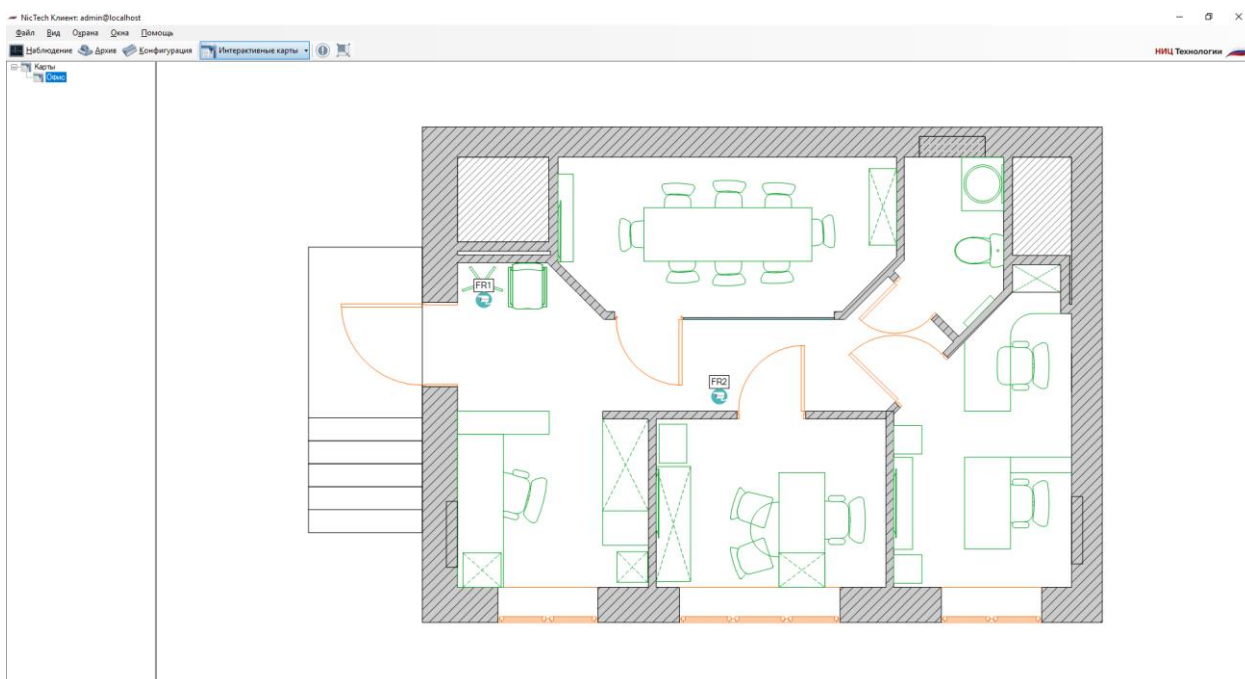 NicTech Клиент: admin@localhost
Файл Вид Охрана Окна Помощь
Наблюдение Архив Конфигурация Интерактивные карты
НИЦ Технологии
Карты
Офис
FR1
FR2